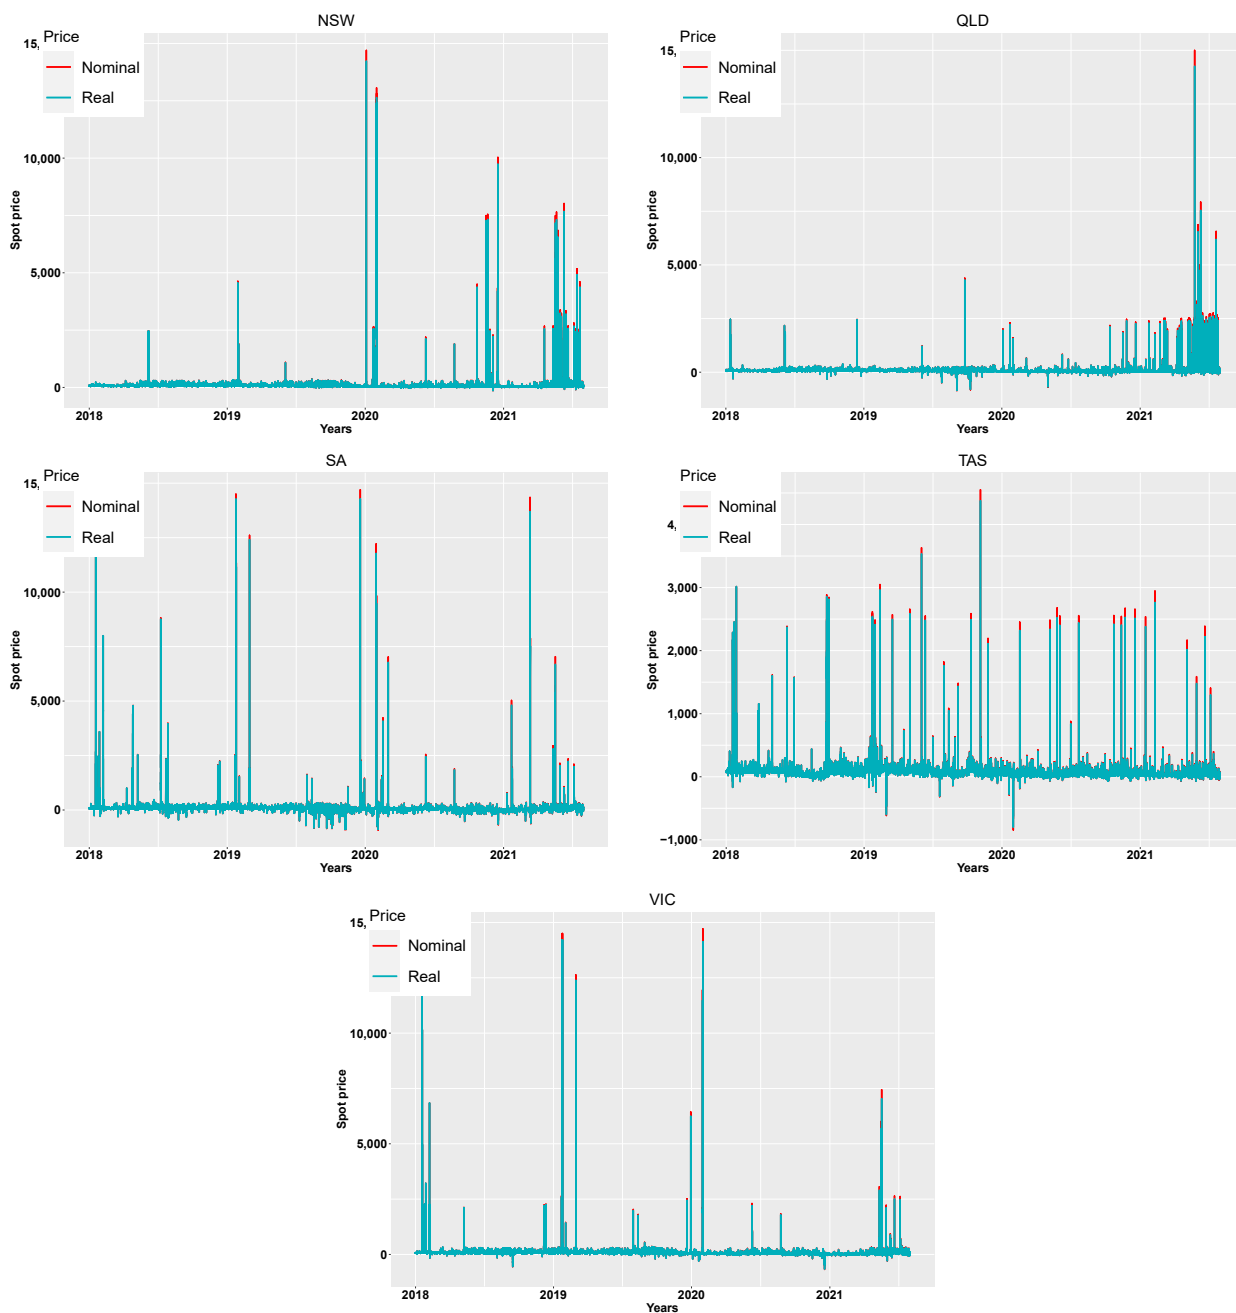 NSW
Price
Nominal
Real
15,
10,000
5,000
0
Spot price
2018 2019 2020 2021
Years
QLD
Price
Nominal
Real
15,
10,000
5,000
0
Spot price
2018 2019 2020 2021
Years
SA
Price
Nominal
Real
15,
10,000
5,000
0
Spot price
2018 2019 2020 2021
Years
TAS
Price
Nominal
Real
4,
3,000
2,000
1,000
0
−1,000
Spot price
2018 2019 2020 2021
Years
VIC
Price
Nominal
Real
15,
10,000
5,000
0
Spot price
2018 2019 2020 2021
Years